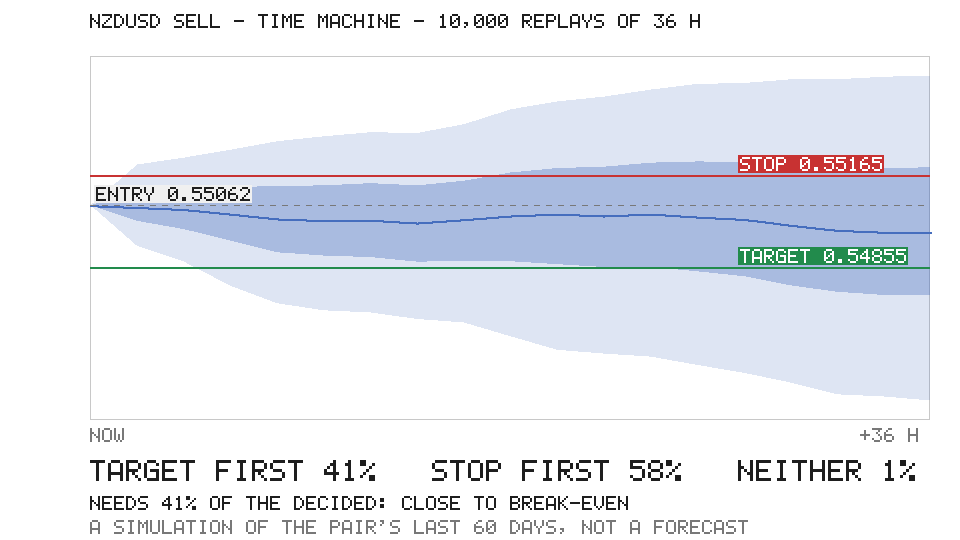 NZDUSD SELL - TIME MACHINE - 10,000 REPLAYS OF 36 H
STOP 0.55165
ENTRY 0.55062
TARGET 0.54855
NOW +36 H
TARGET FIRST 41% STOP FIRST 58% NEITHER 1%
NEEDS 41% OF THE DECIDED: CLOSE TO BREAK-EVEN
A SIMULATION OF THE PAIR'S LAST 60 DAYS, NOT A FORECAST